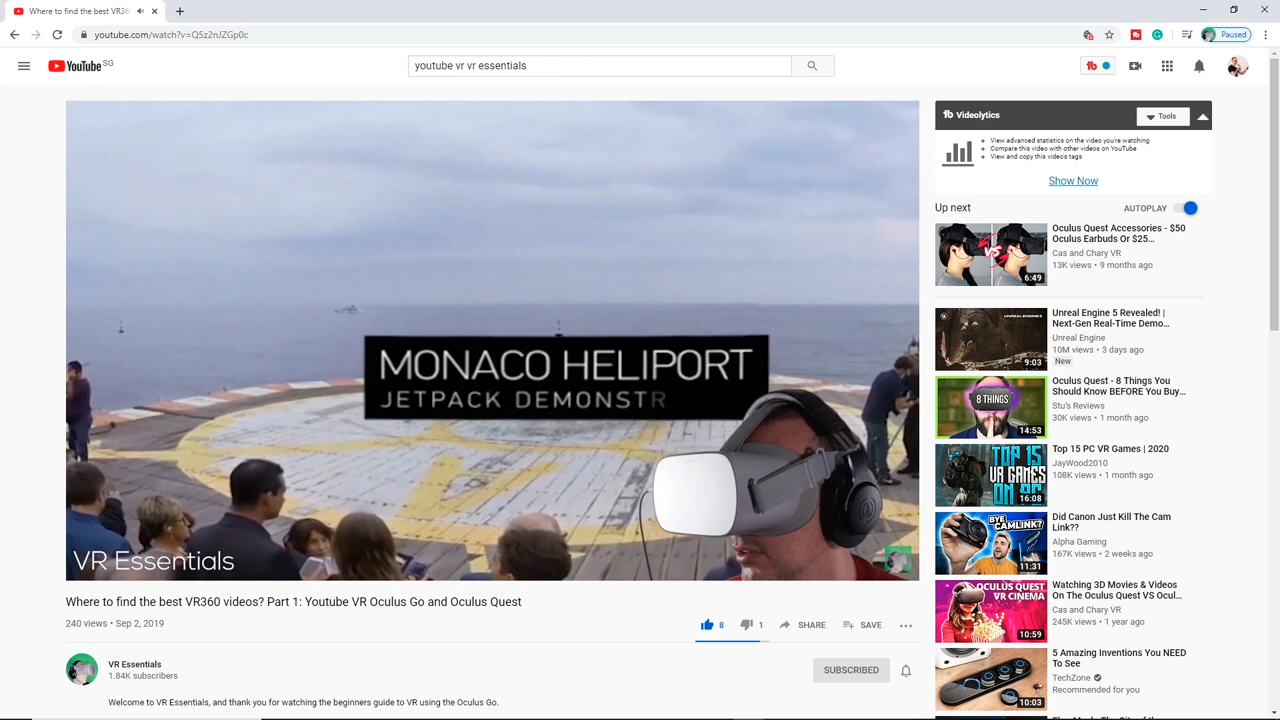 Where to find the best VR36
youtube.com/watch?v=Q5z2nJZGp0c
Paused
YouTube SG
youtube vr vr essentials
tb
MONACO HELIPORT
JETPACK DEMONSTR
VR Essentials
Where to find the best VR360 videos? Part 1: Youtube VR Oculus Go and Oculus Quest
240 views • Sep 2, 2019
8
1
SHARE
SAVE
VR Essentials
1.84K subscribers
SUBSCRIBED
Welcome to VR Essentials, and thank you for watching the beginners guide to VR using the Oculus Go.
tb Videolytics
Tools
View advanced statistics on the video you're watching
Compare this video with other videos on YouTube
View and copy this video's tags
Show Now
Up next
AUTOPLAY
VS
6:49
Oculus Quest Accessories - $50
Oculus Earbuds Or $25…
Cas and Chary VR
13K views • 9 months ago
UNREAL ENGINE 5
9:03
Unreal Engine 5 Revealed! |
Next-Gen Real-Time Demo…
Unreal Engine
10M views • 3 days ago
New
8 THINGS
14:53
Oculus Quest - 8 Things You
Should Know BEFORE You Buy…
Stu's Reviews
30K views • 1 month ago
TOP 15
VR GAMES
ON PC
16:08
Top 15 PC VR Games | 2020
JayWood2010
108K views • 1 month ago
BYE CAMLINK?
11:31
Did Canon Just Kill The Cam
Link??
Alpha Gaming
167K views • 2 weeks ago
OCULUS QUEST
VR CINEMA
10:59
Watching 3D Movies & Videos
On The Oculus Quest VS Ocul…
Cas and Chary VR
245K views • 1 year ago
10:03
5 Amazing Inventions You NEED
To See
TechZone
Recommended for you